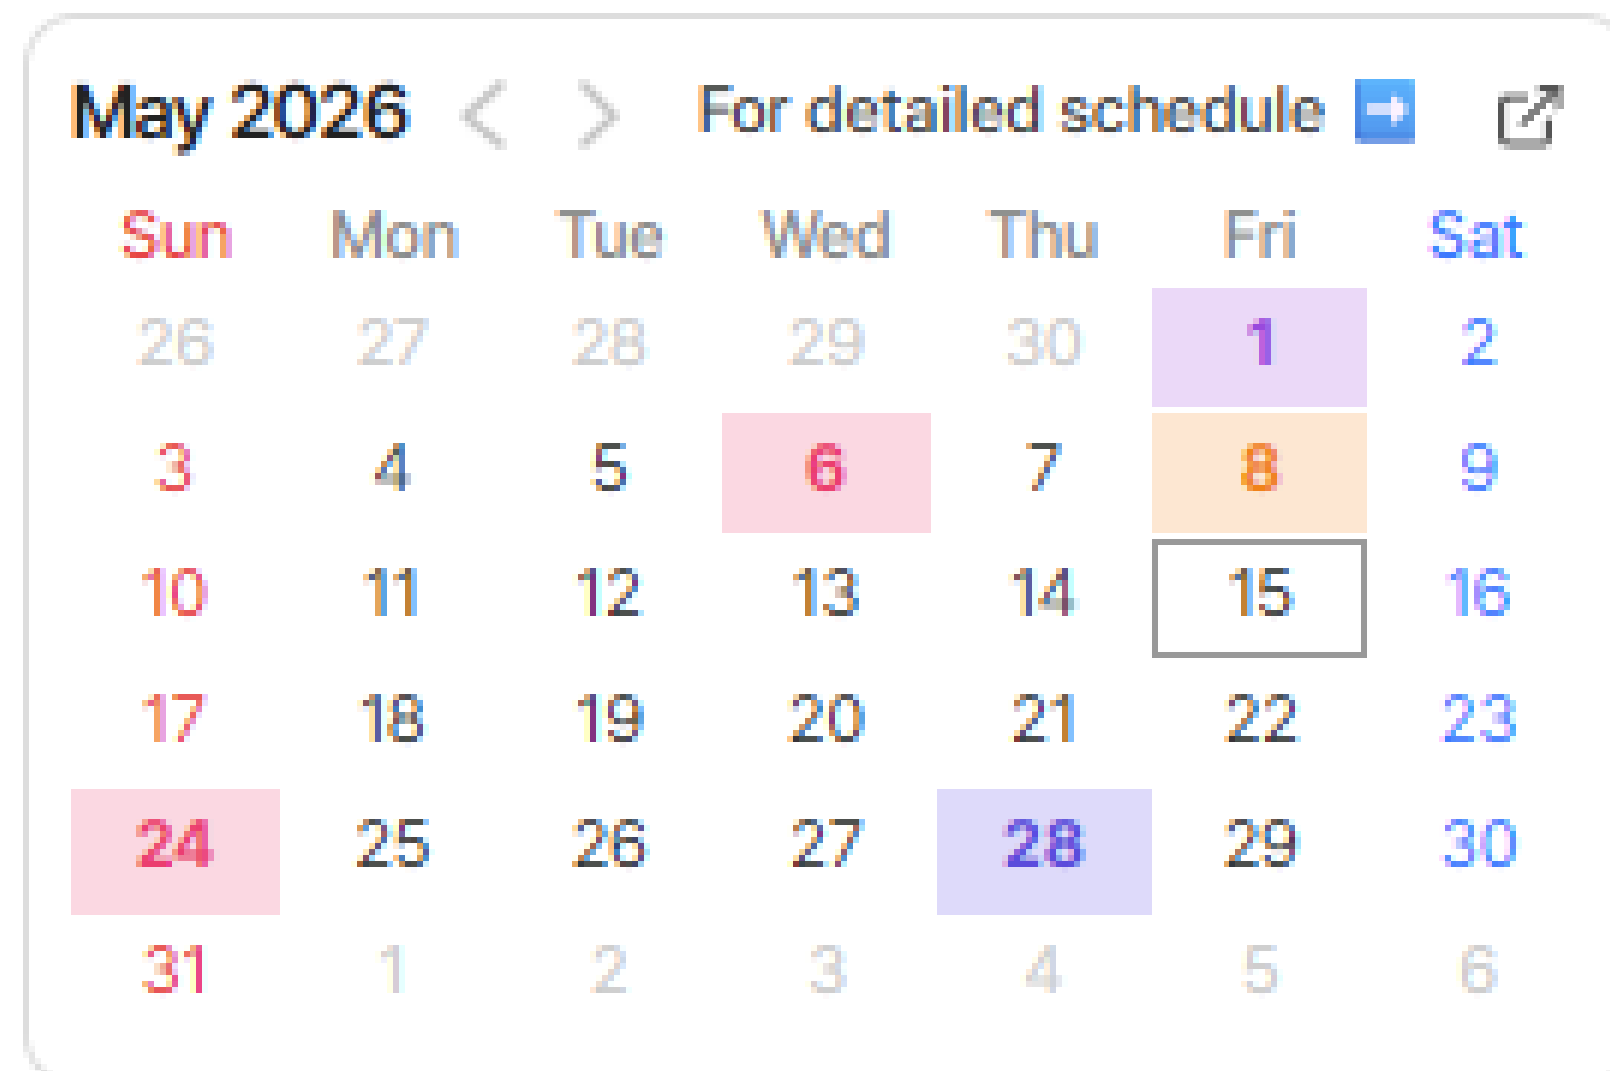 May 2026 < > For detailed schedule ➡
Sun Mon Tue Wed Thu Fri Sat
26 27 28 29 30 1 2
3 4 5 6 7 8 9
10 11 12 13 14 15 16
17 18 19 20 21 22 23
24 25 26 27 28 29 30
31 1 2 3 4 5 6